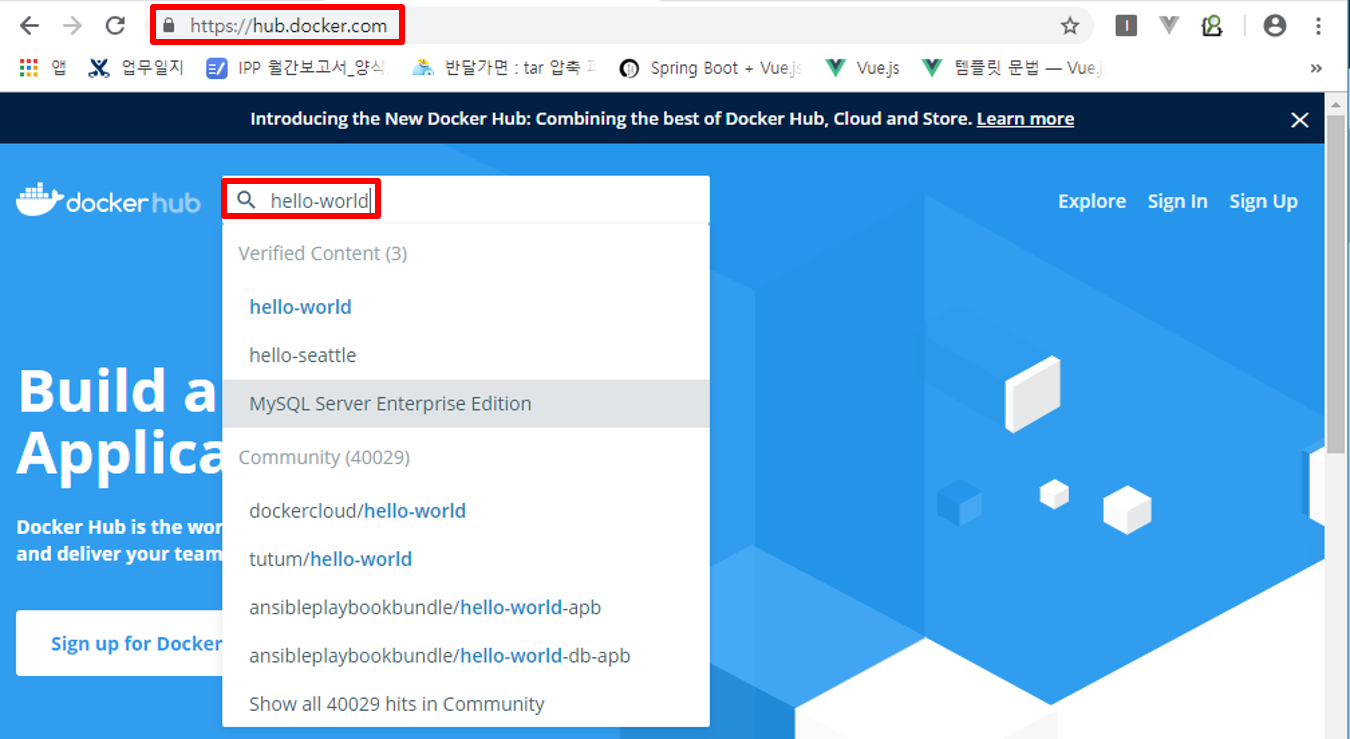 https://hub.docker.com
앱 업무일지 IPP 월간보고서_양식 반달가면 : tar 압축 Spring Boot + Vue.js Vue.js 템플릿 문법 — Vue.j
Introducing the New Docker Hub: Combining the best of Docker Hub, Cloud and Store. Learn more
docker hub
hello-world
Explore Sign In Sign Up
Verified Content (3)
hello-world
hello-seattle
MySQL Server Enterprise Edition
Community (40029)
dockercloud/hello-world
tutum/hello-world
ansibleplaybookbundle/hello-world-apb
ansibleplaybookbundle/hello-world-db-apb
Show all 40029 hits in Community
Build a
Applica
Docker Hub is the wor
and deliver your team
Sign up for Docker